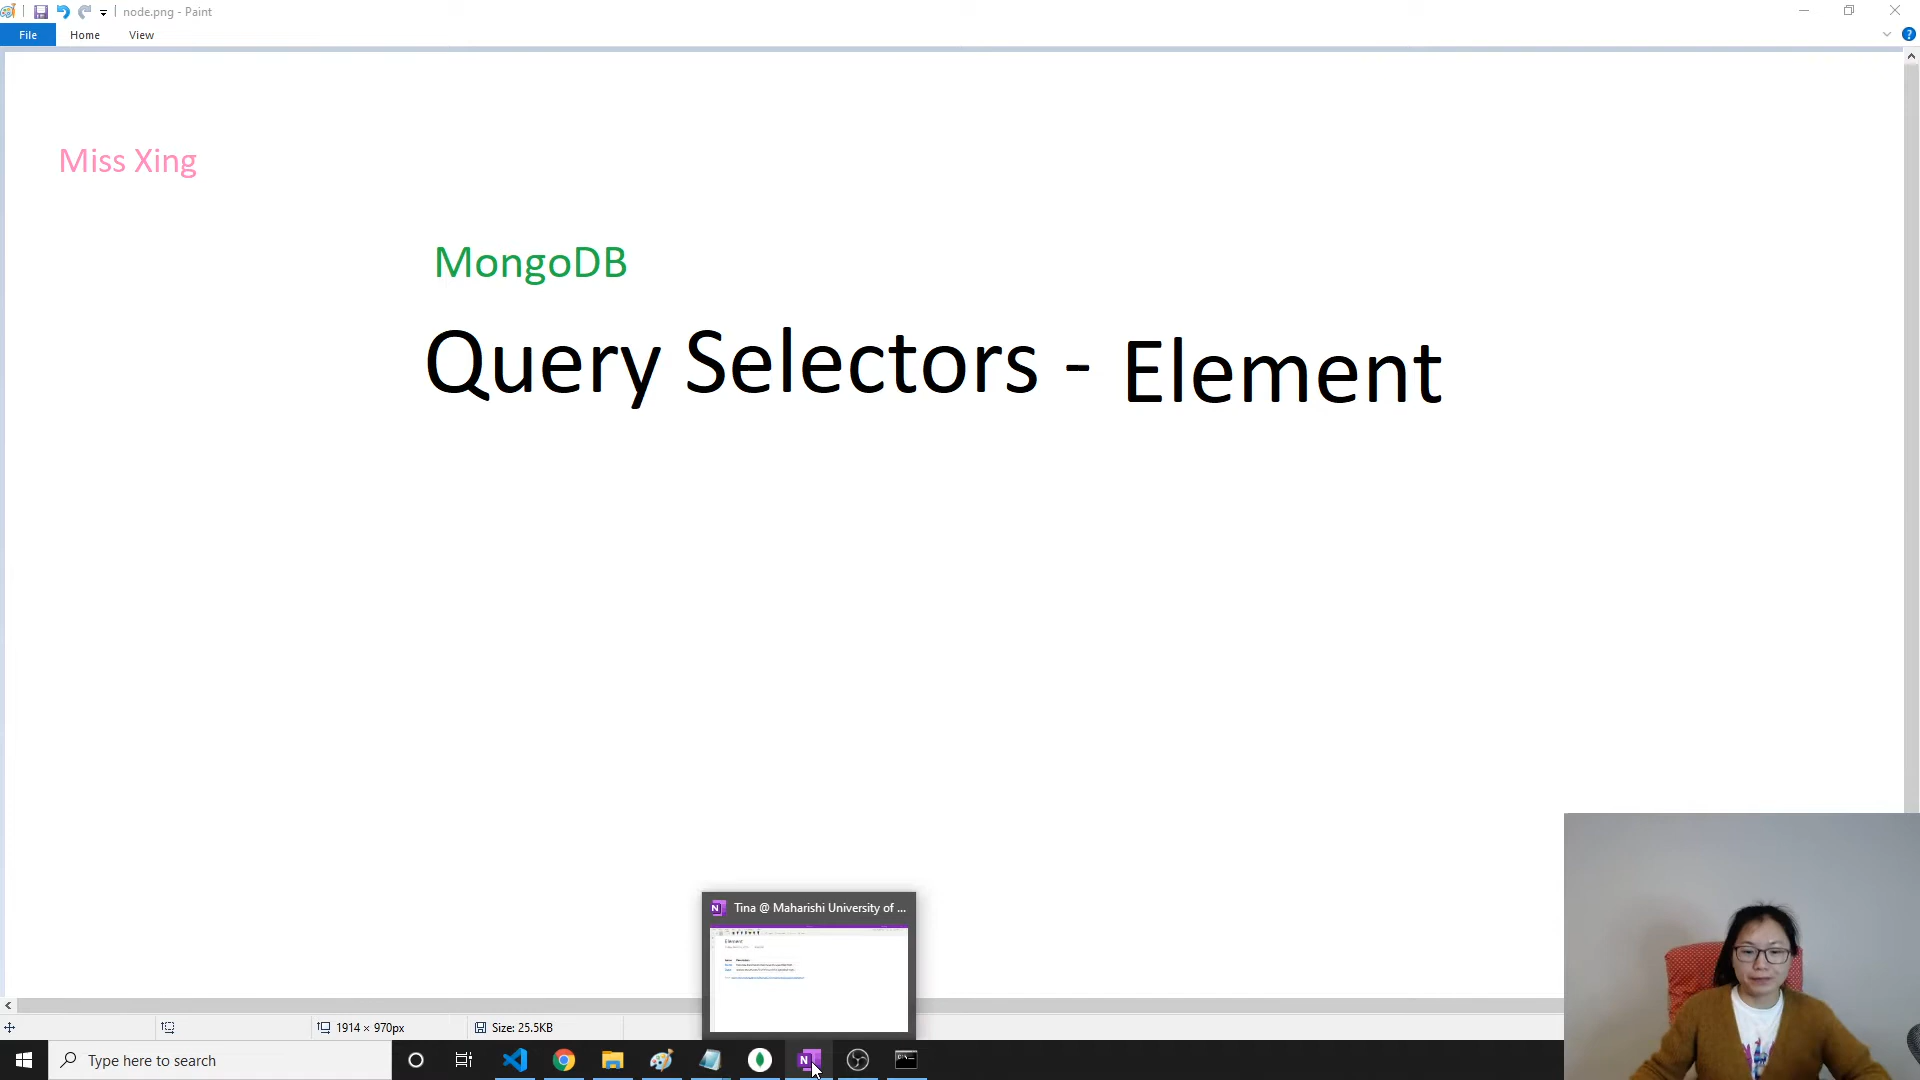 node.png - Paint
File
Home
View
Miss Xing
MongoDB
Query Selectors - Element
Tina @ Maharishi University of ...
Element
1914 × 970px
Size: 25.5KB
Type here to search